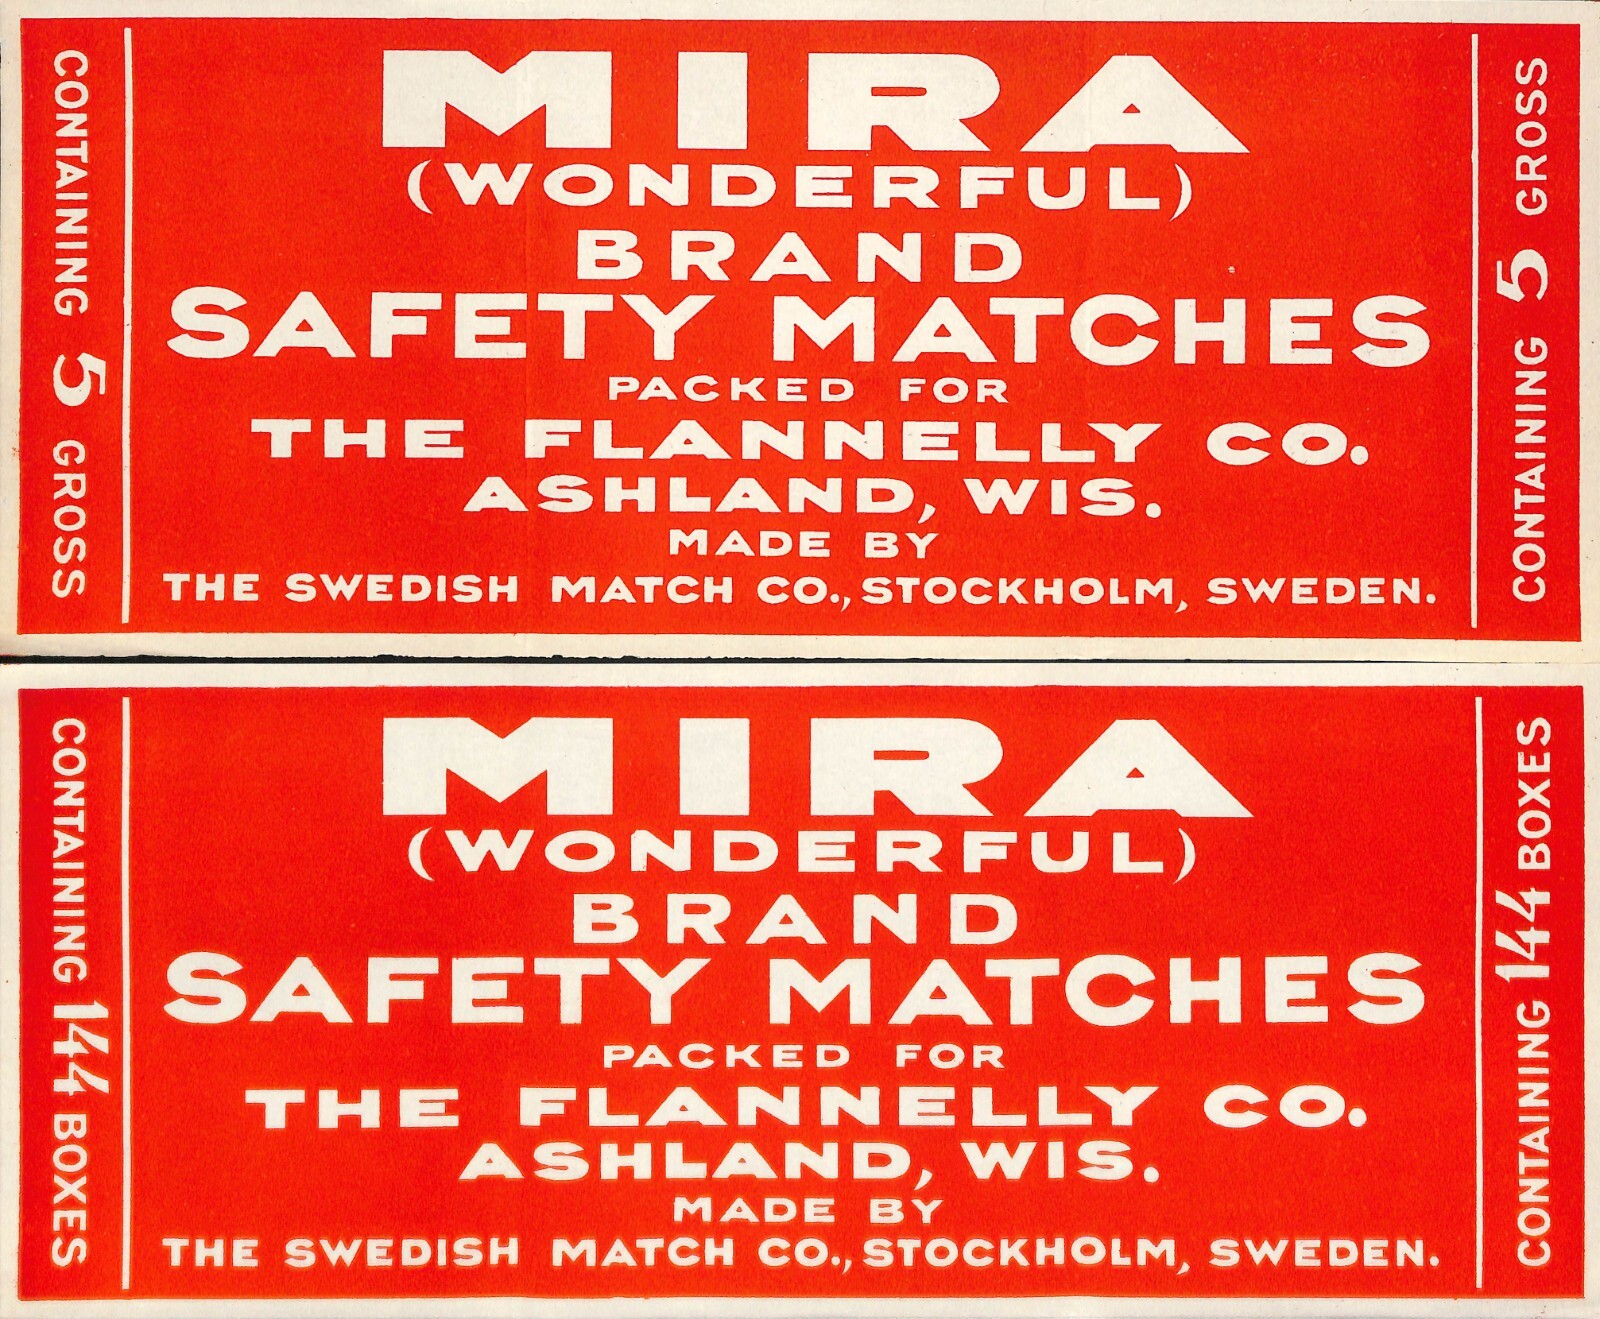 CONTAINING 5 GROSS
MIRA
(WONDERFUL)
BRAND
SAFETY MATCHES
PACKED FOR
THE FLANNELLY CO.
ASHLAND, WIS.
MADE BY
THE SWEDISH MATCH CO., STOCKHOLM, SWEDEN.
CONTAINING 5 GROSS
CONTAINING 144 BOXES
MIRA
(WONDERFUL)
BRAND
SAFETY MATCHES
PACKED FOR
THE FLANNELLY CO.
ASHLAND, WIS.
MADE BY
THE SWEDISH MATCH CO., STOCKHOLM, SWEDEN.
CONTAINING 144 BOXES